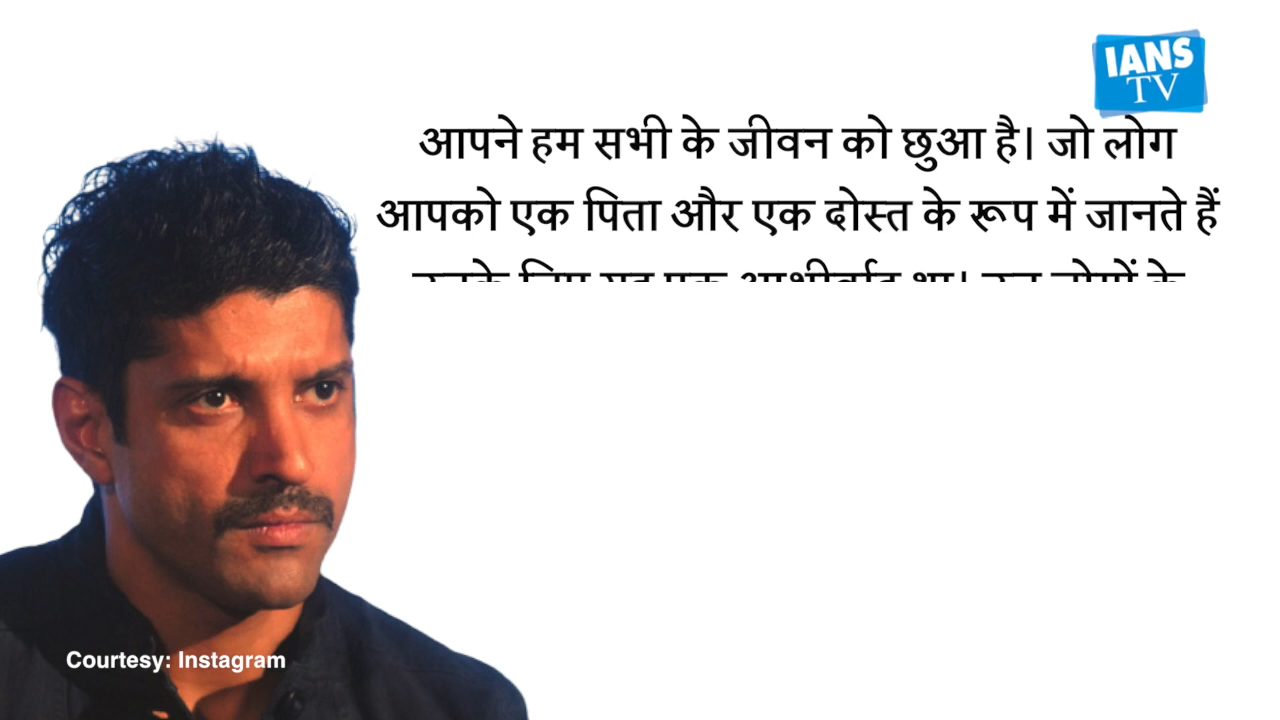 IANS
TV
आपने हम सभी के जीवन को छुआ है। जो लोग
आपको एक पिता और एक दोस्त के रूप में जानते हैं
Courtesy: Instagram